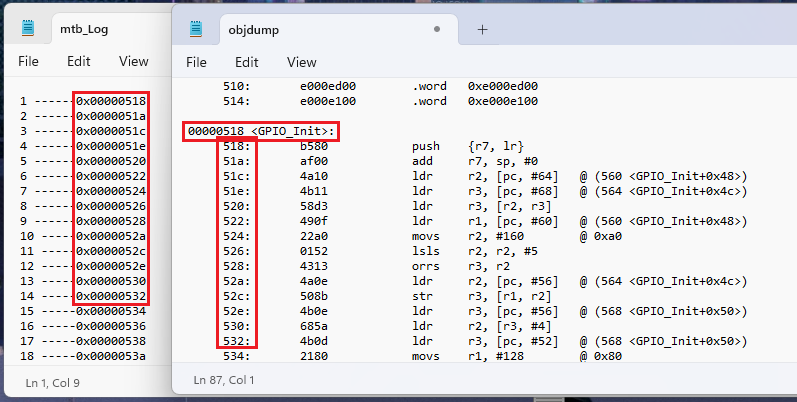 mtb_Log
File Edit View
1 ------0x00000518
2 ------0x0000051a
3 ------0x0000051c
4 ------0x0000051e
5 ------0x00000520
6 ------0x00000522
7 ------0x00000524
8 ------0x00000526
9 ------0x00000528
10 -----0x0000052a
11 -----0x0000052c
12 -----0x0000052e
13 -----0x00000530
14 -----0x00000532
15 -----0x00000534
16 -----0x00000536
17 -----0x00000538
18 -----0x0000053a
Ln 1, Col 9
objdump
File Edit View
510: e000ed00 .word 0xe000ed00
514: e000e100 .word 0xe000e100
00000518 <GPIO_Init>:
518: b580 push {r7, lr}
51a: af00 add r7, sp, #0
51c: 4a10 ldr r2, [pc, #64] @ (560 <GPIO_Init+0x48>)
51e: 4b11 ldr r3, [pc, #68] @ (564 <GPIO_Init+0x4c>)
520: 58d3 ldr r3, [r2, r3]
522: 490f ldr r1, [pc, #60] @ (560 <GPIO_Init+0x48>)
524: 22a0 movs r2, #160 @ 0xa0
526: 0152 lsls r2, r2, #5
528: 4313 orrs r3, r2
52a: 4a0e ldr r2, [pc, #56] @ (564 <GPIO_Init+0x4c>)
52c: 508b str r3, [r1, r2]
52e: 4b0e ldr r3, [pc, #56] @ (568 <GPIO_Init+0x50>)
530: 685a ldr r2, [r3, #4]
532: 4b0d ldr r3, [pc, #52] @ (568 <GPIO_Init+0x50>)
534: 2180 movs r1, #128 @ 0x80
Ln 87, Col 1